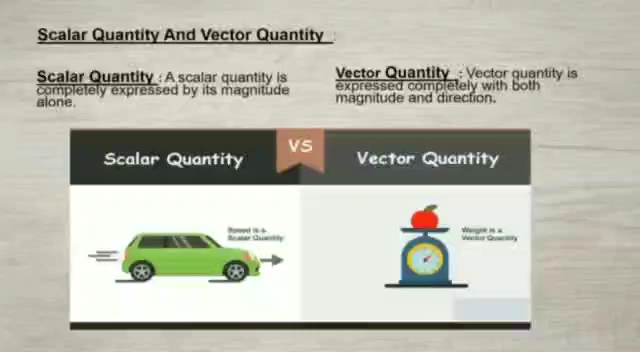 Scalar Quantity And Vector Quantity :
Scalar Quantity : A scalar quantity is
completely expressed by its magnitude
alone.
Vector Quantity : Vector quantity is
expressed completely with both
magnitude and direction.
Scalar Quantity
VS
Vector Quantity
Speed is a
Scalar Quantity
Weight is a
Vector Quantity